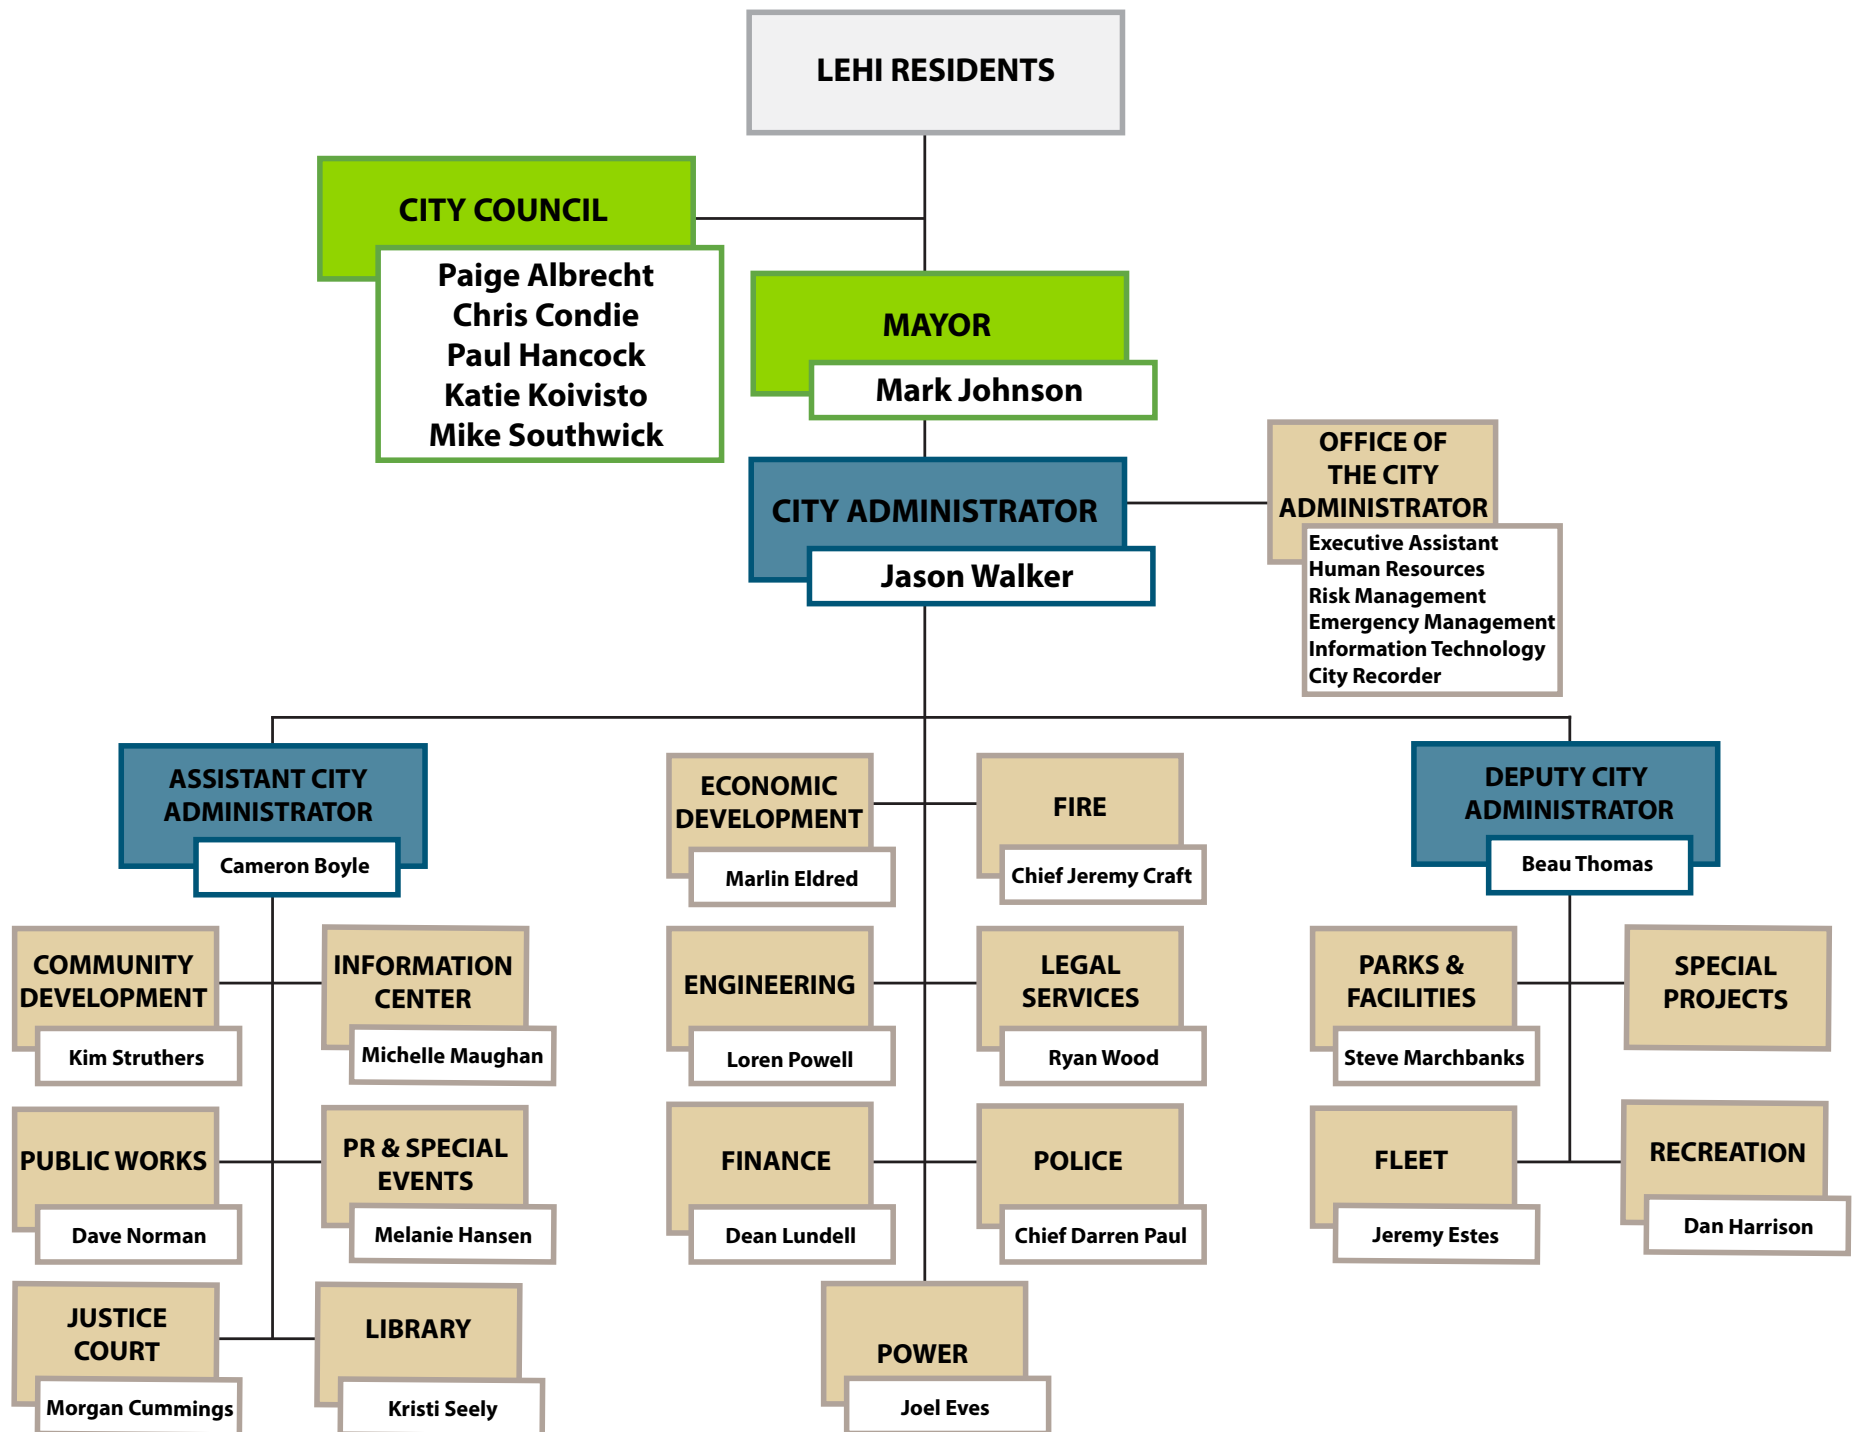 LEHI RESIDENTS
CITY COUNCIL
Paige Albrecht
Chris Condie
Paul Hancock
Katie Koivisto
Mike Southwick
MAYOR
Mark Johnson
CITY ADMINISTRATOR
Jason Walker
OFFICE OF
THE CITY
ADMINISTRATOR
Executive Assistant
Human Resources
Risk Management
Emergency Management
Information Technology
City Recorder
ASSISTANT CITY
ADMINISTRATOR
Cameron Boyle
COMMUNITY
DEVELOPMENT
Kim Struthers
INFORMATION
CENTER
Michelle Maughan
PUBLIC WORKS
Dave Norman
PR & SPECIAL
EVENTS
Melanie Hansen
JUSTICE
COURT
Morgan Cummings
LIBRARY
Kristi Seely
ECONOMIC
DEVELOPMENT
Marlin Eldred
FIRE
Chief Jeremy Craft
ENGINEERING
Loren Powell
LEGAL
SERVICES
Ryan Wood
FINANCE
Dean Lundell
POLICE
Chief Darren Paul
POWER
Joel Eves
DEPUTY CITY
ADMINISTRATOR
Beau Thomas
PARKS &
FACILITIES
Steve Marchbanks
SPECIAL
PROJECTS
FLEET
Jeremy Estes
RECREATION
Dan Harrison